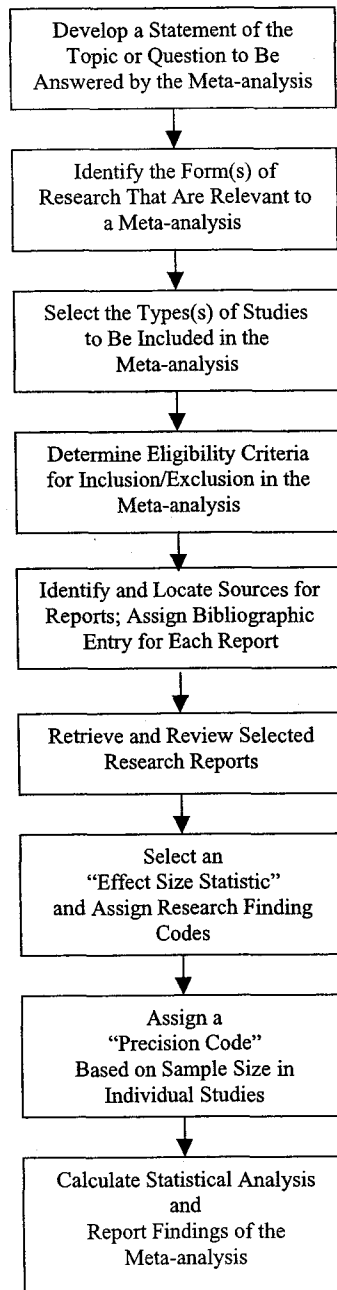 Develop a Statement of the
Topic or Question to Be
Answered by the Meta-analysis
Identify the Form(s) of
Research That Are Relevant to
a Meta-analysis
Select the Types(s) of Studies
to Be Included in the
Meta-analysis
Determine Eligibility Criteria
for Inclusion/Exclusion in the
Meta-analysis
Identify and Locate Sources for
Reports; Assign Bibliographic
Entry for Each Report
Retrieve and Review Selected
Research Reports
Select an
“Effect Size Statistic”
and Assign Research Finding
Codes
Assign a
“Precision Code”
Based on Sample Size in
Individual Studies
Calculate Statistical Analysis
and
Report Findings of the
Meta-analysis